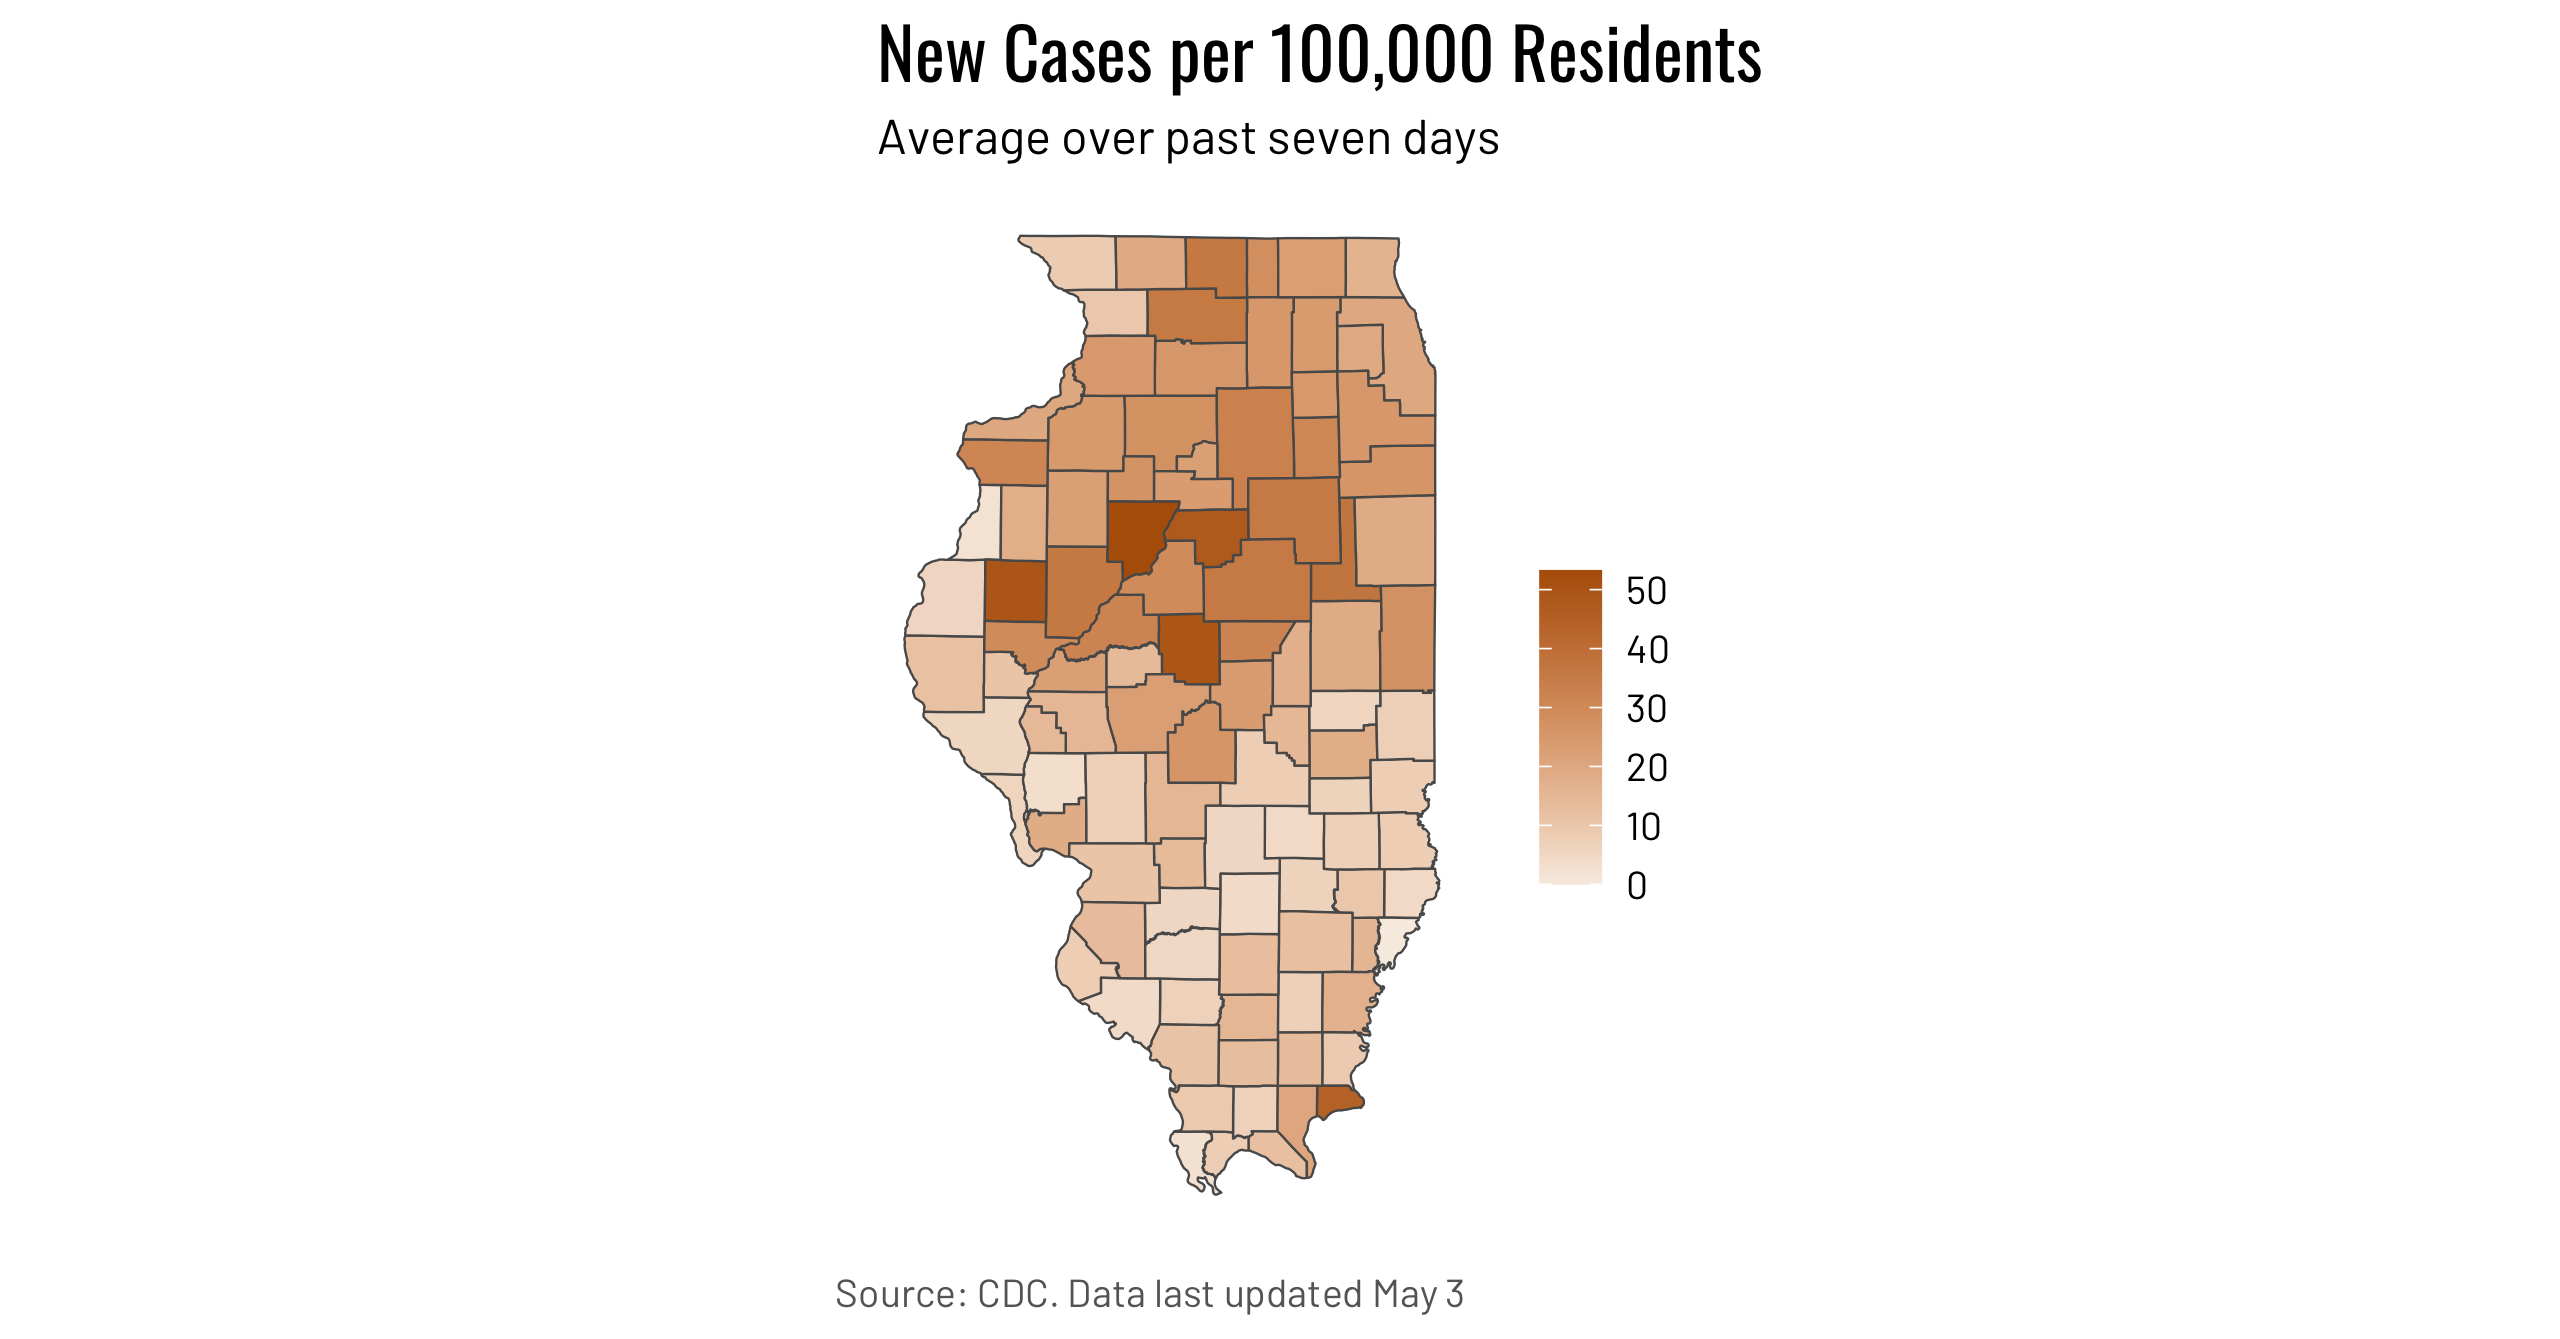 New Cases per 100,000 Residents
Average over past seven days
50
40
30
20
10
0
Source: CDC. Data last updated May 3